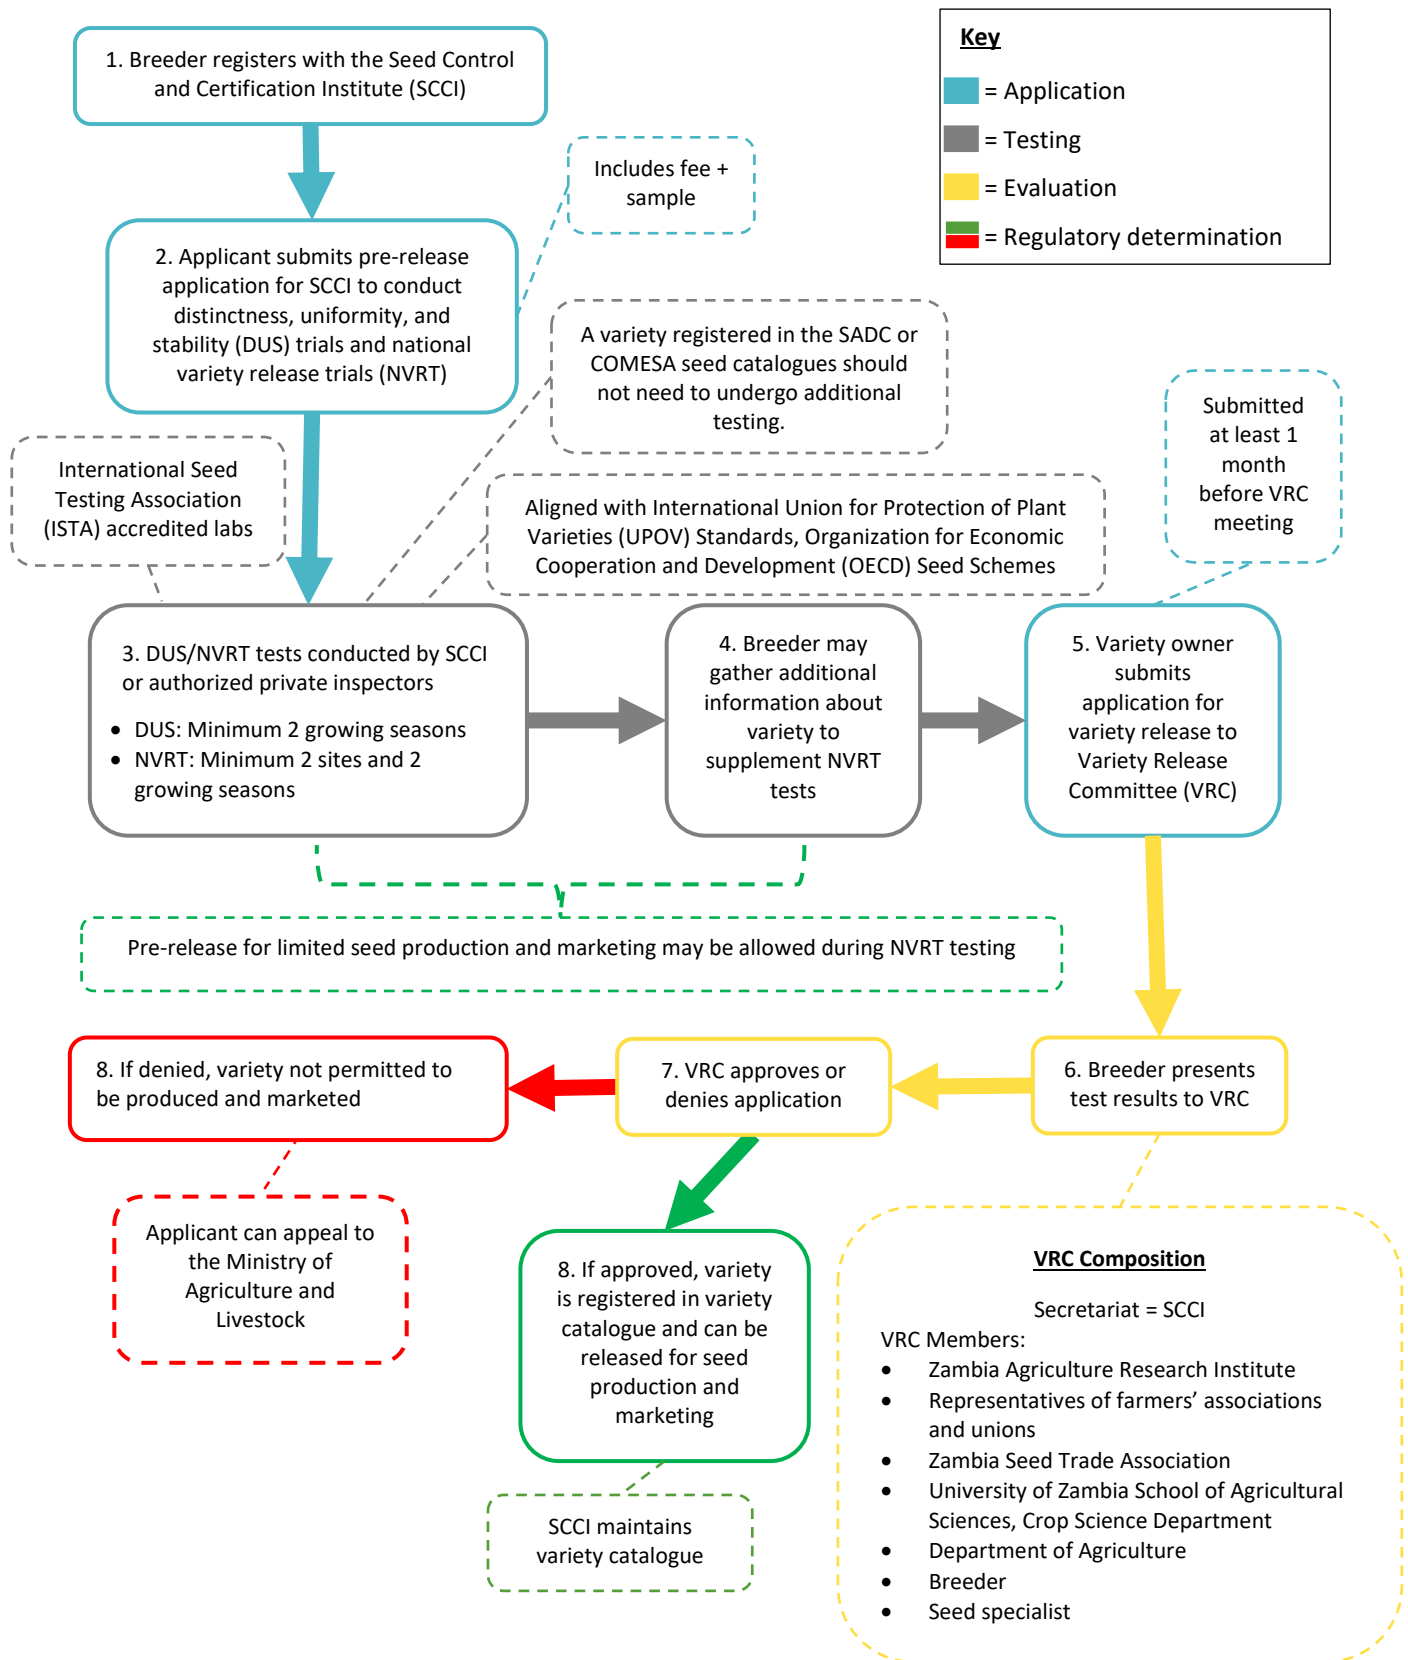 1. Breeder registers with the Seed Control
and Certification Institute (SCCI)
Key
= Application
= Testing
= Evaluation
= Regulatory determination
Includes fee +
sample
2. Applicant submits pre-release
application for SCCI to conduct
distinctness, uniformity, and
stability (DUS) trials and national
variety release trials (NVRT)
A variety registered in the SADC or
COMESA seed catalogues should
not need to undergo additional
testing.
Submitted
at least 1
month
before VRC
meeting
International Seed
Testing Association
(ISTA) accredited labs
Aligned with International Union for Protection of Plant
Varieties (UPOV) Standards, Organization for Economic
Cooperation and Development (OECD) Seed Schemes
3. DUS/NVRT tests conducted by SCCI
or authorized private inspectors
• DUS: Minimum 2 growing seasons
• NVRT: Minimum 2 sites and 2
growing seasons
4. Breeder may
gather additional
information about
variety to
supplement NVRT
tests
5. Variety owner
submits
application for
variety release to
Variety Release
Committee (VRC)
Pre-release for limited seed production and marketing may be allowed during NVRT testing
6. Breeder presents
test results to VRC
7. VRC approves or
denies application
8. If denied, variety not permitted to
be produced and marketed
Applicant can appeal to
the Ministry of
Agriculture and
Livestock
8. If approved, variety
is registered in variety
catalogue and can be
released for seed
production and
marketing
SCCI maintains
variety catalogue
VRC Composition
Secretariat = SCCI
VRC Members:
• Zambia Agriculture Research Institute
• Representatives of farmers’ associations
and unions
• Zambia Seed Trade Association
• University of Zambia School of Agricultural
Sciences, Crop Science Department
• Department of Agriculture
• Breeder
• Seed specialist